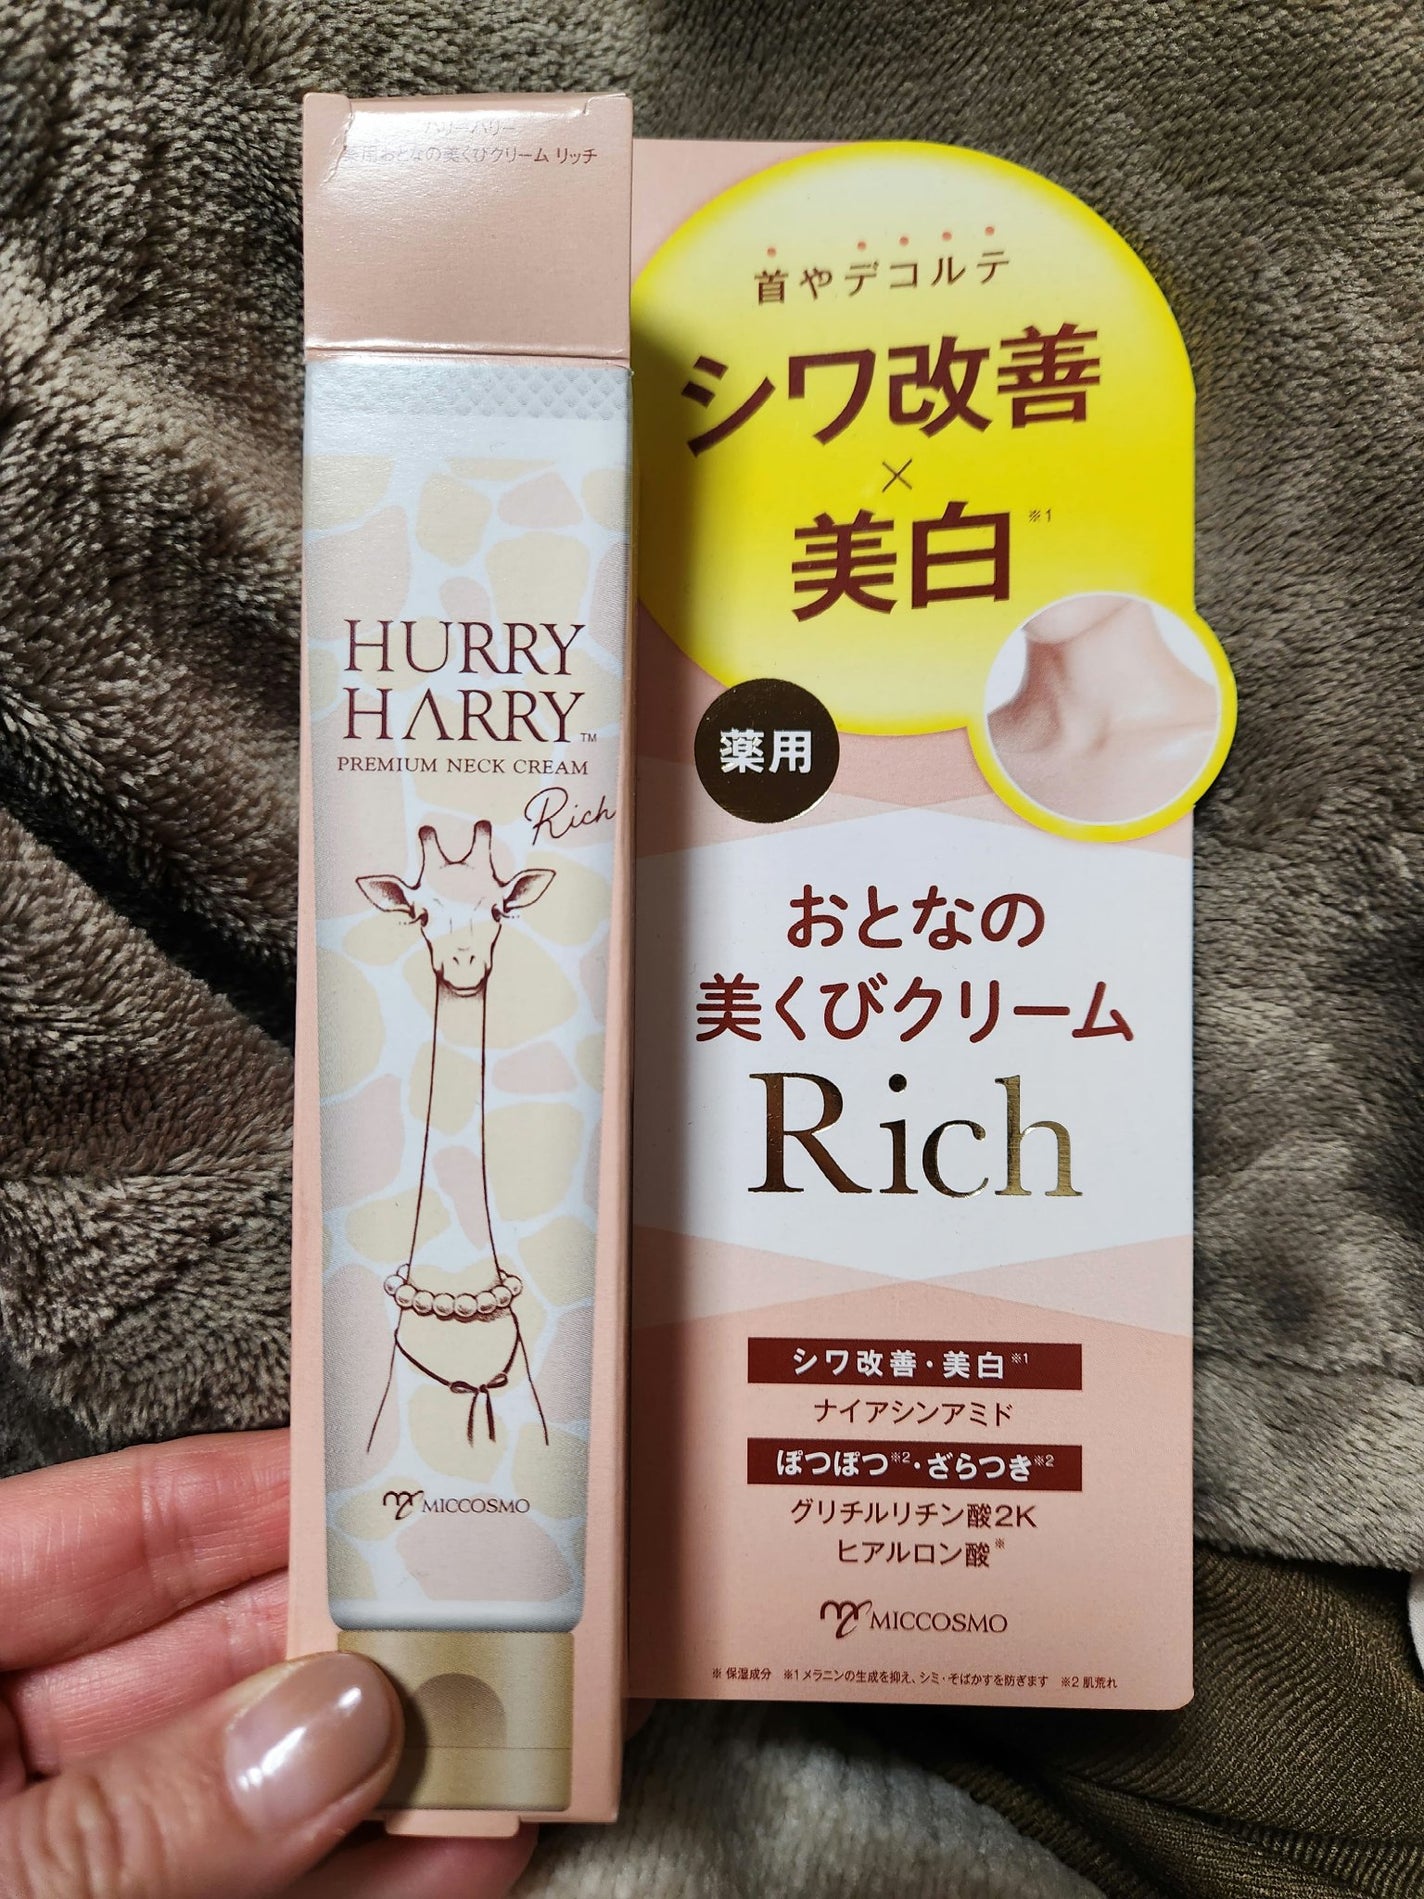 ハリーハリー
薬用おとなの美くびクリーム リッチ
HURRY
HARRY™
PREMIUM NECK CREAM
Rich
MICCOSMO
首やデコルテ
シワ改善
×
美白※1
薬用
おとなの
美くびクリーム
Rich
シワ改善・美白※1
ナイアシンアミド
ぽつぽつ※2・ざらつき※2
グリチルリチン酸2K
ヒアルロン酸※
MICCOSMO
※ 保湿成分 ※1 メラニンの生成を抑え、シミ・そばかすを防ぎます ※2 肌荒れ